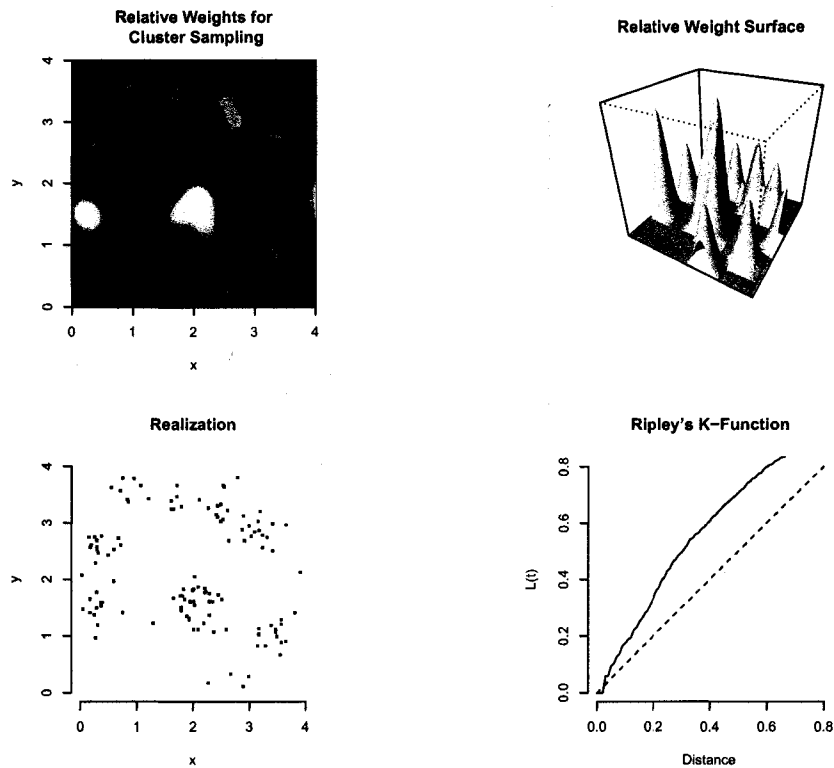 Relative Weights for
Cluster Sampling
4
3
2
1
0
y
0 1 2 3 4
x
Relative Weight Surface
Realization
4
3
2
1
0
y
0 1 2 3 4
x
Ripley's K−Function
0.8
0.6
0.4
0.2
0.0
L(t)
0.0 0.2 0.4 0.6 0.8
Distance